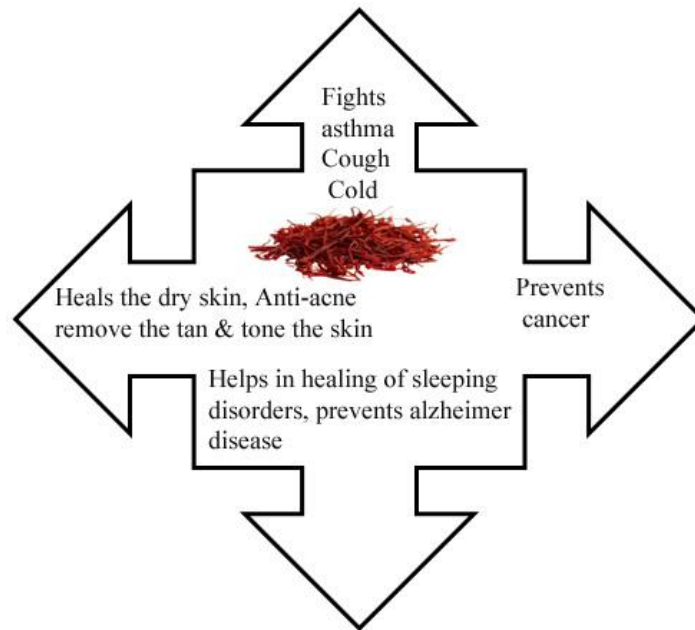 Fights
asthma
Cough
Cold
Heals the dry skin, Anti-acne
remove the tan & tone the skin
Prevents
cancer
Helps in healing of sleeping
disorders, prevents alzheimer
disease